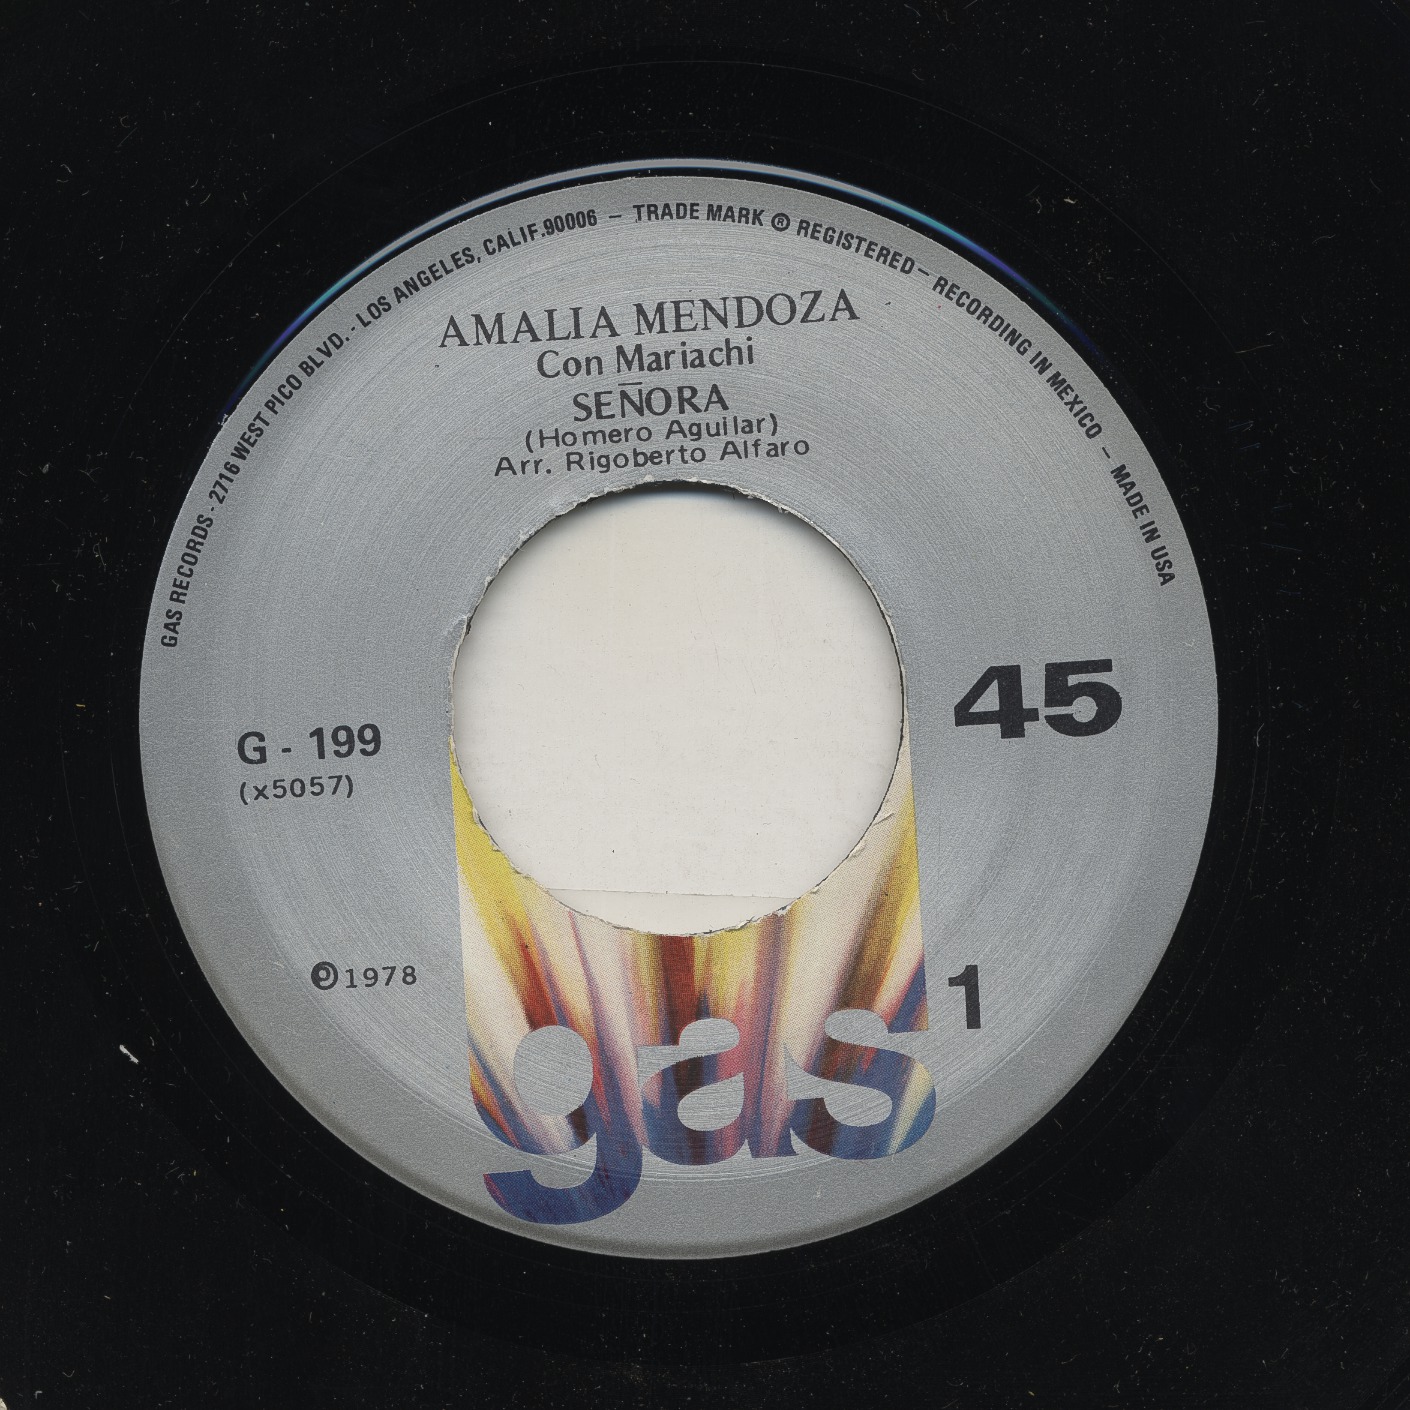 GAS RECORDS - 2716 WEST PICO BLVD. - LOS ANGELES, CALIF.90006 – TRADE MARK ® REGISTERED – RECORDING IN MEXICO – MADE IN USA
AMALIA MENDOZA
Con Mariachi
SEÑORA
(Homero Aguilar)
Arr. Rigoberto Alfaro
45
G - 199
(x5057)
℗1978
1
gas